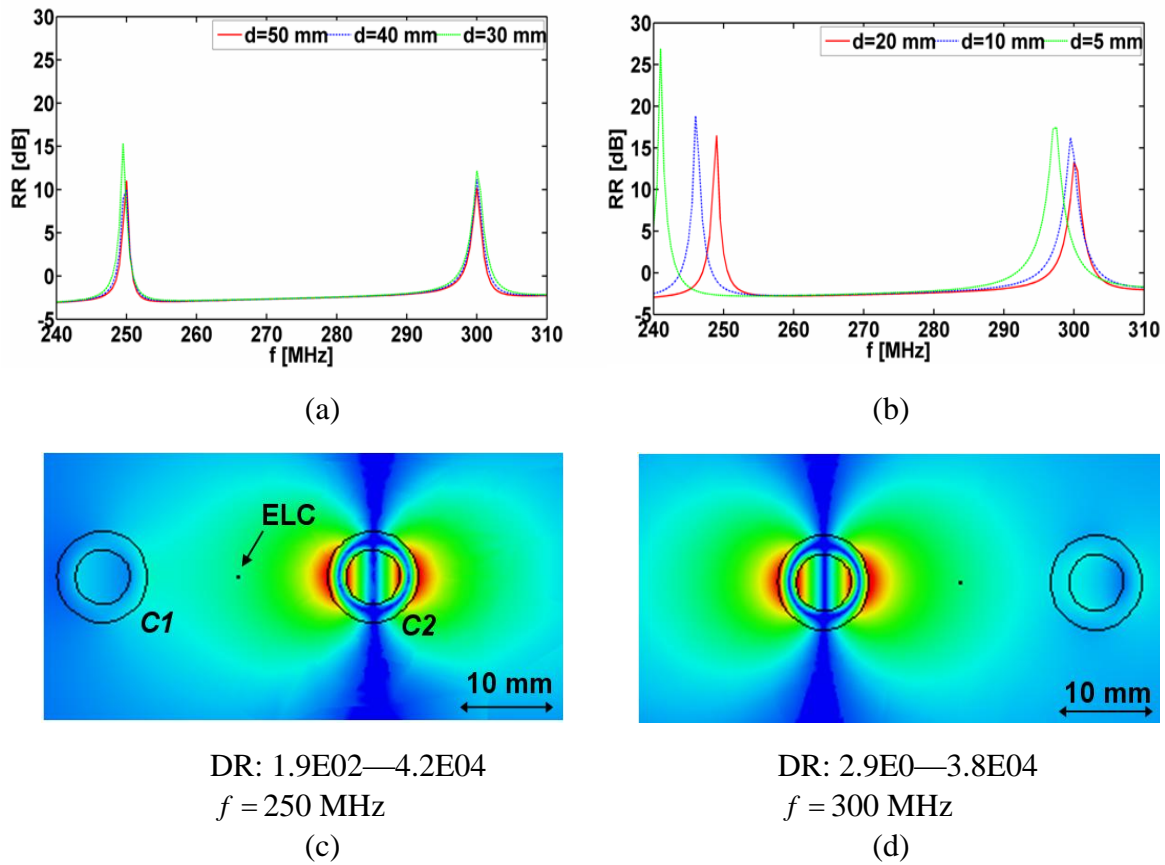 30
25
20
15
10
5
0
-5
RR [dB]
d=50 mm d=40 mm d=30 mm
240 250 260 270 280 290 300 310
f [MHz]
(a)
30
25
20
15
10
5
0
-5
RR [dB]
d=20 mm d=10 mm d=5 mm
240 250 260 270 280 290 300 310
f [MHz]
(b)
ELC
C1
C2
10 mm
DR: 1.9E02—4.2E04
f = 250 MHz
(c)
10 mm
DR: 2.9E0—3.8E04
f = 300 MHz
(d)